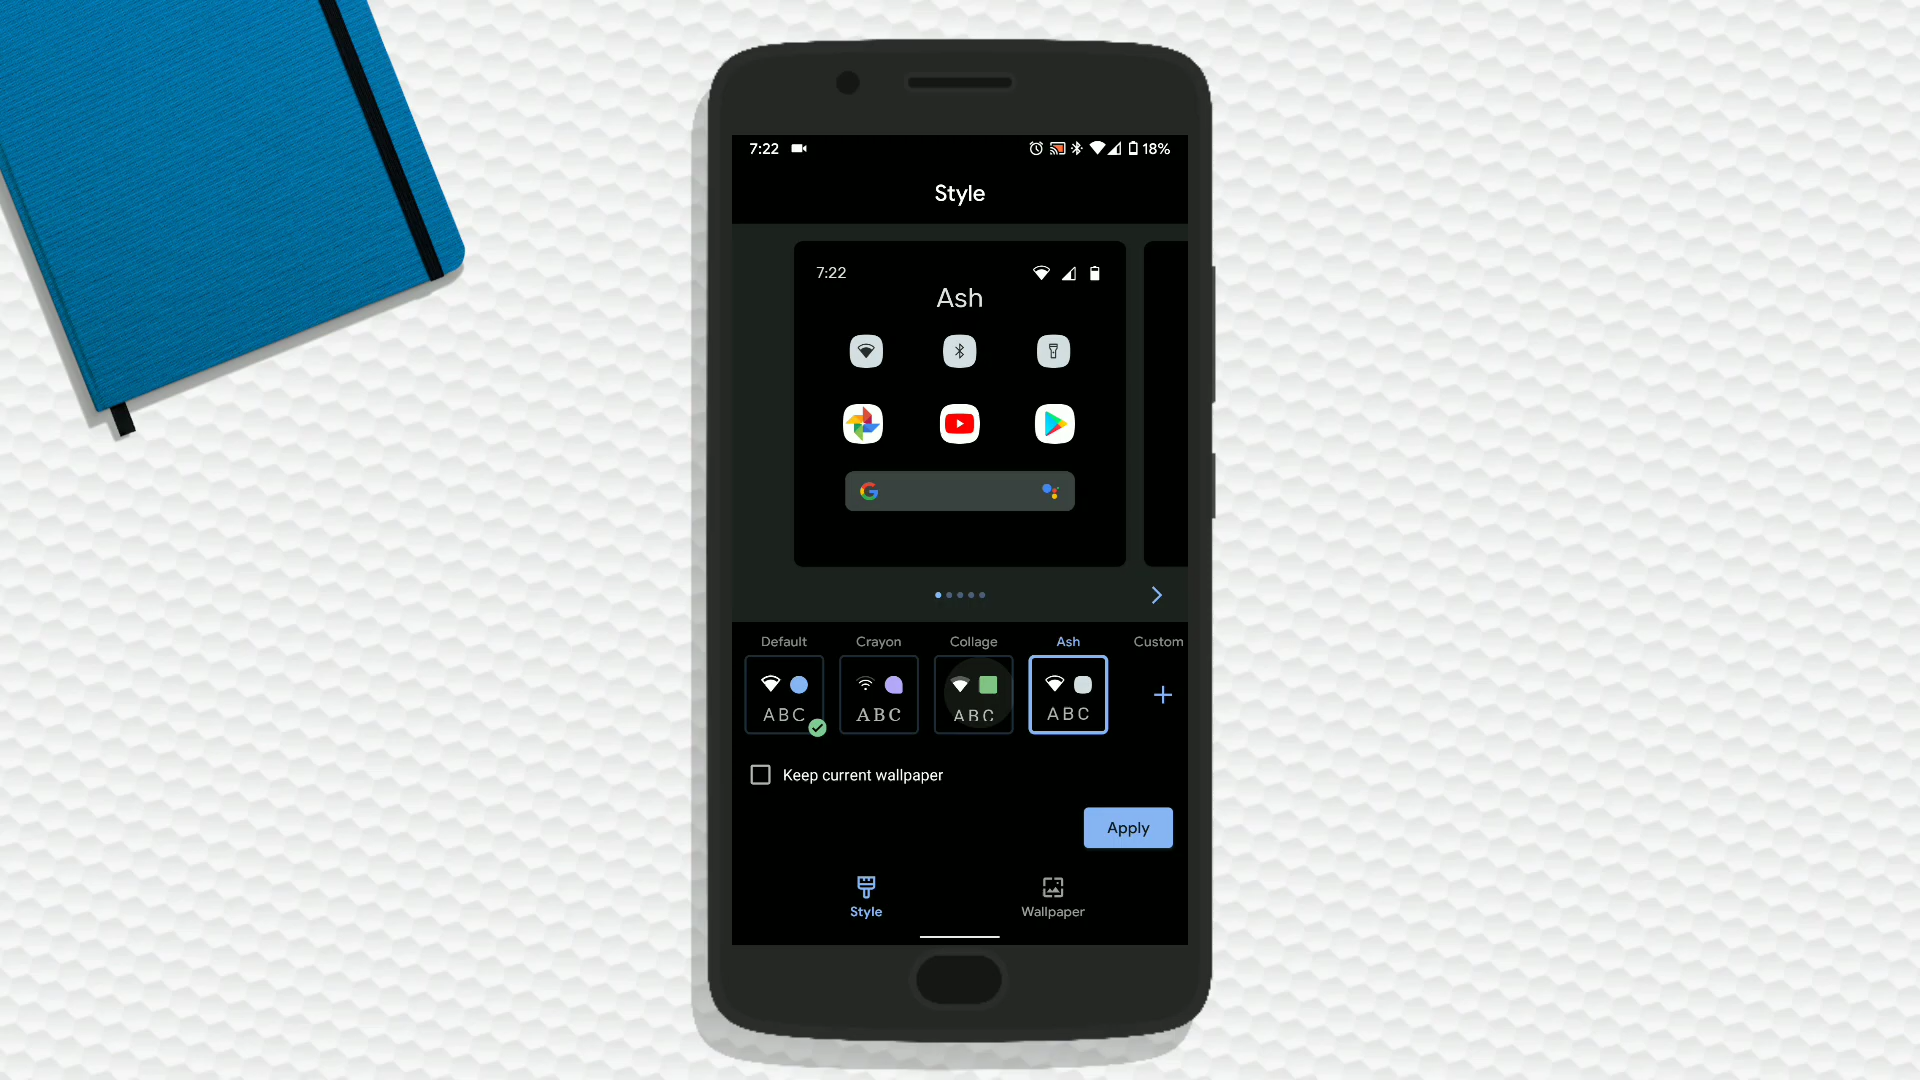 7:22 18%
Style
7:22
Ash
Default Crayon Collage Ash Custom
ABC ABC ABC ABC
Keep current wallpaper
Apply
Style Wallpaper